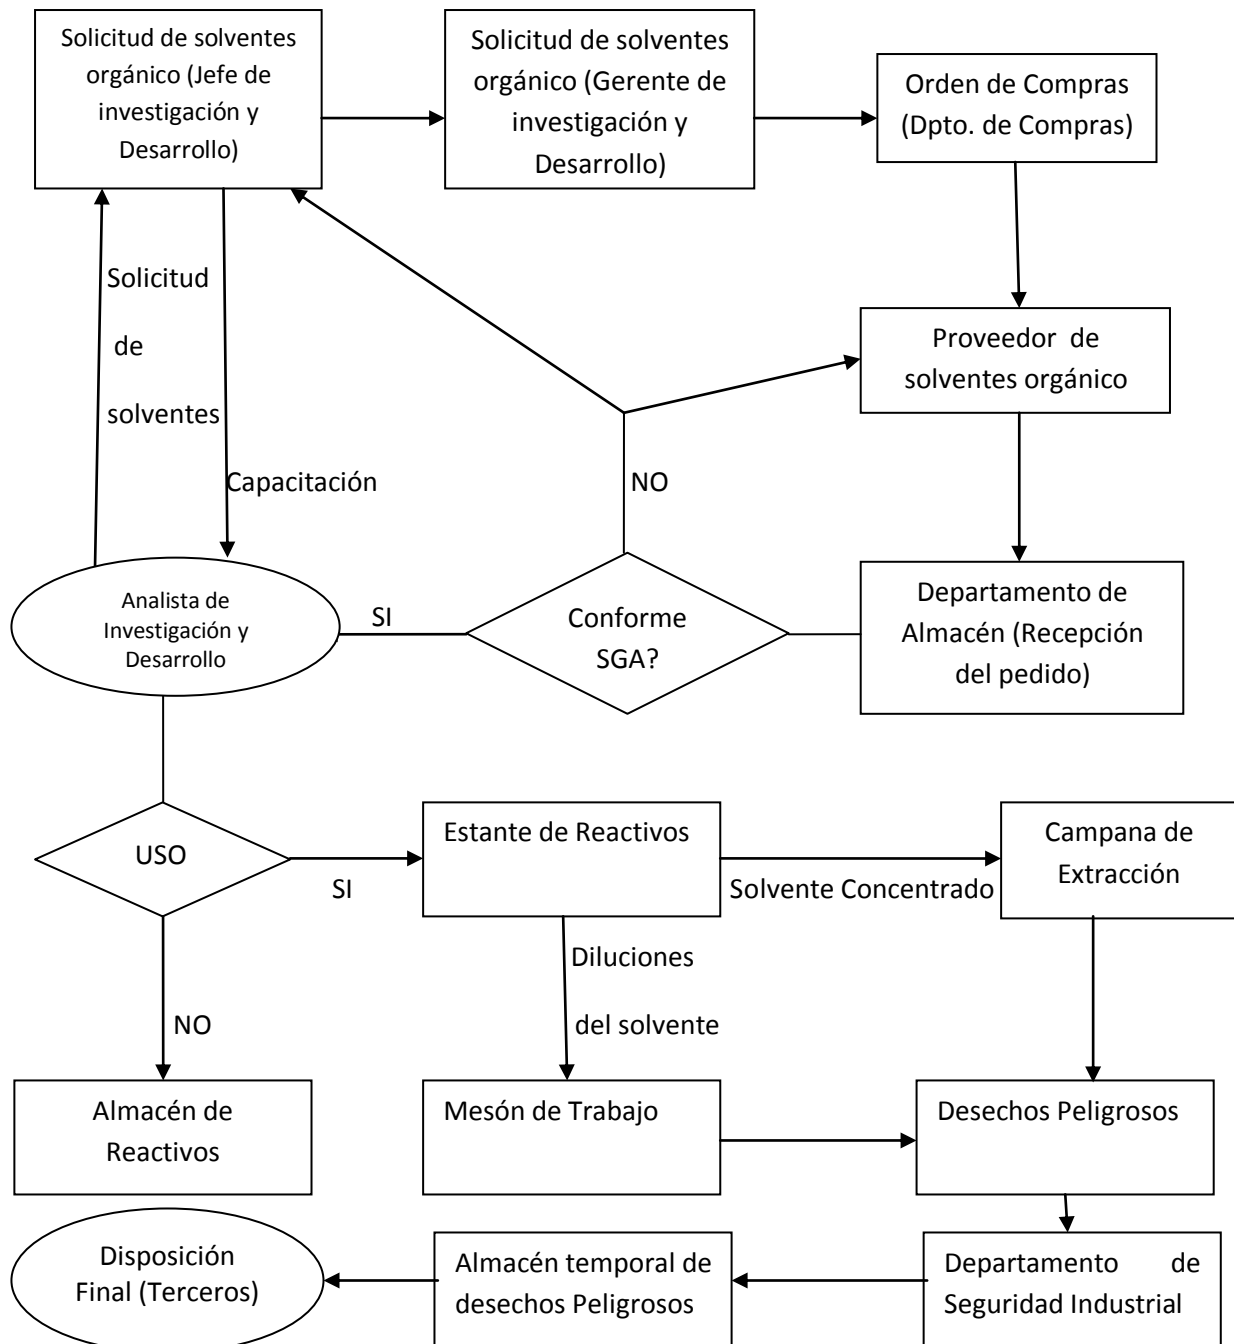 Solicitud de solventes
orgánico (Jefe de
investigación y
Desarrollo)
Solicitud de solventes
orgánico (Gerente de
investigación y
Desarrollo)
Orden de Compras
(Dpto. de Compras)
Solicitud
de
solventes
Capacitación
NO
Proveedor de
solventes orgánico
Analista de
Investigación y
Desarrollo
SI
Conforme
SGA?
Departamento de
Almacén (Recepción
del pedido)
USO
SI
NO
Estante de Reactivos
Solvente Concentrado
Campana de
Extracción
Diluciones
del solvente
Almacén de
Reactivos
Mesón de Trabajo
Desechos Peligrosos
Disposición
Final (Terceros)
Almacén temporal de
desechos Peligrosos
Departamento de
Seguridad Industrial